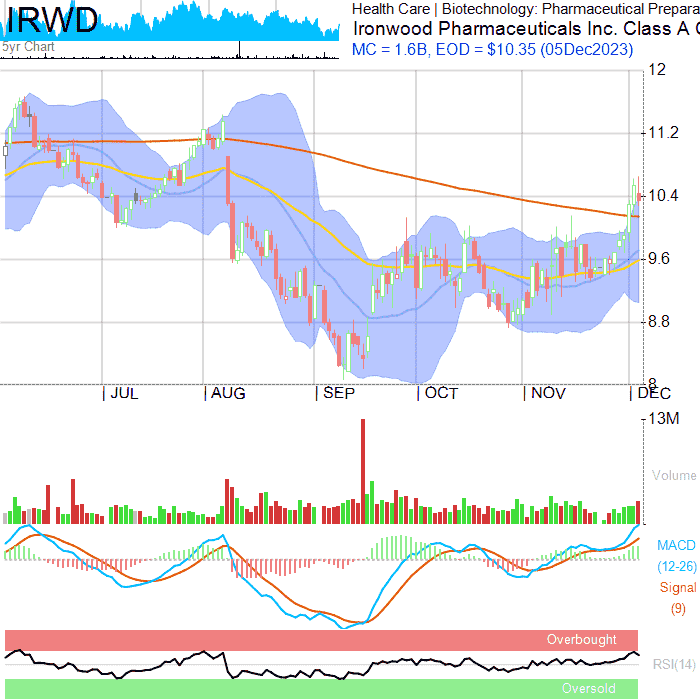 IRWD
5yr Chart
Health Care | Biotechnology: Pharmaceutical Prepara
Ironwood Pharmaceuticals Inc. Class A C
MC = 1.6B, EOD = $10.35 (05Dec2023)
12
11.2
10.4
9.6
8.8
8
JUL AUG SEP OCT NOV DEC
13M
Volume
MACD
(12-26)
Signal
(9)
Overbought
RSI(14)
Oversold